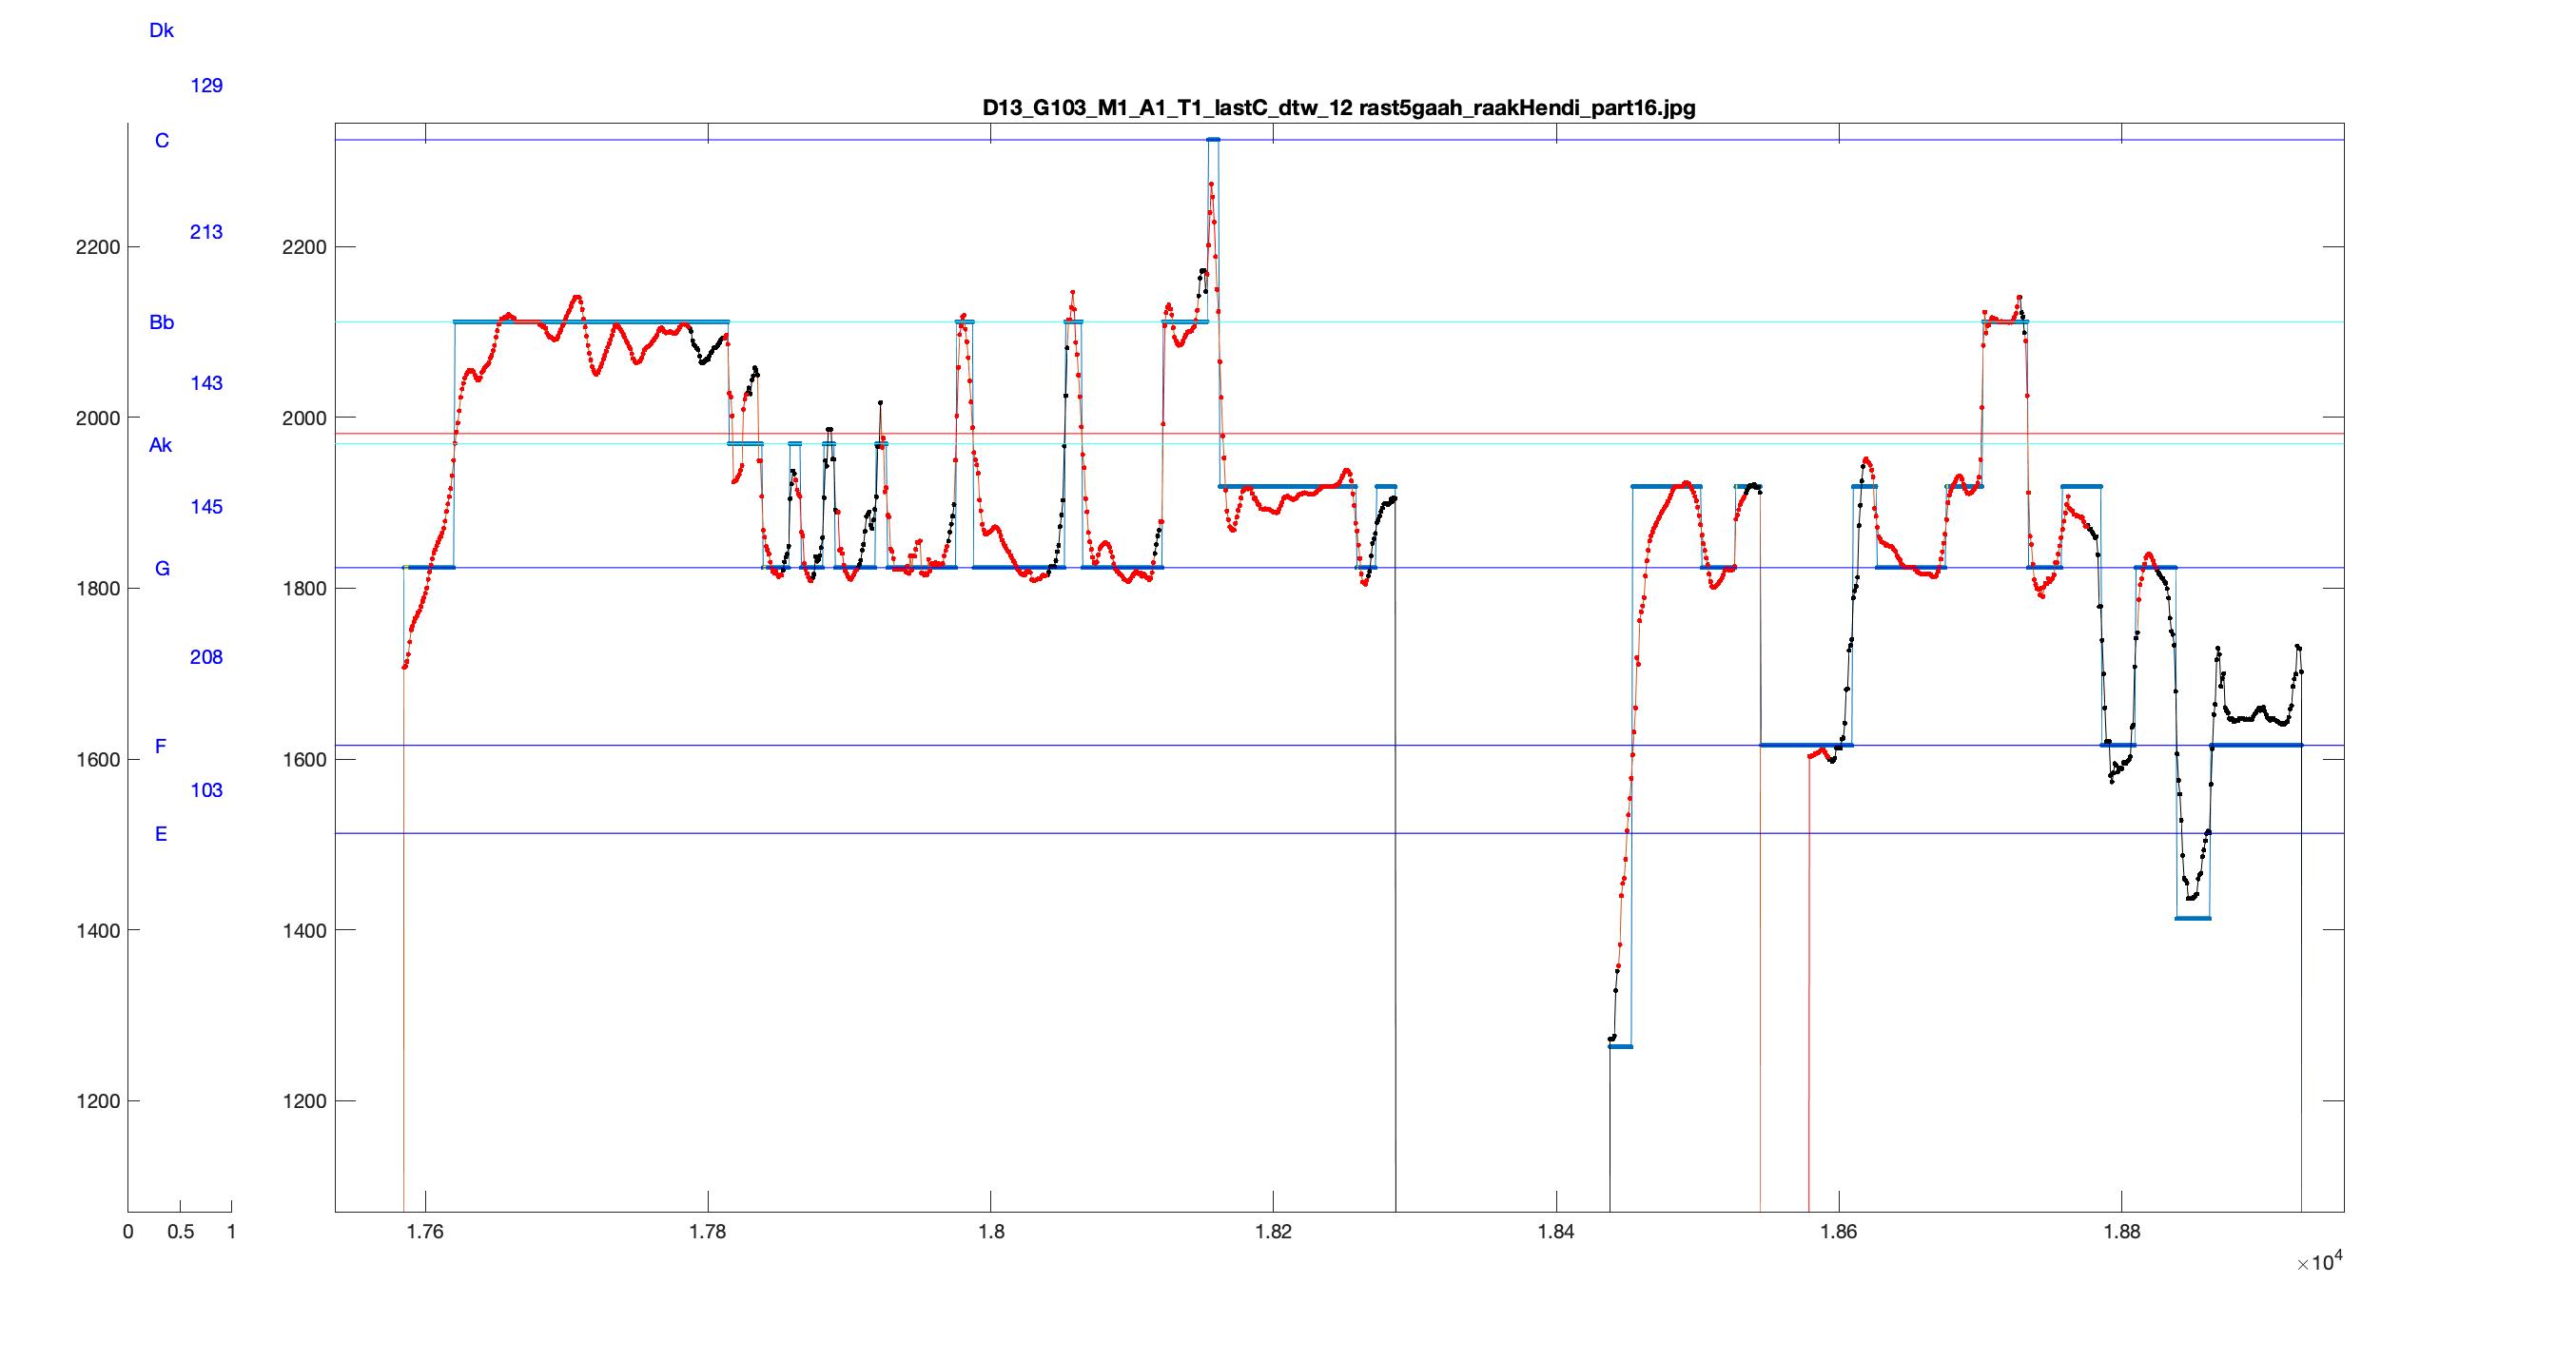 Dk
129
D13_G103_M1_A1_T1_lastC_dtw_12 rast5gaah_raakHendi_part16.jpg
C
213
2200
2200
Bb
143
2000
2000
Ak
145
G
1800
1800
208
F
1600
1600
103
E
1400
1400
1200
1200
0 0.5 1
1.76 1.78 1.8 1.82 1.84 1.86 1.88
×10⁴